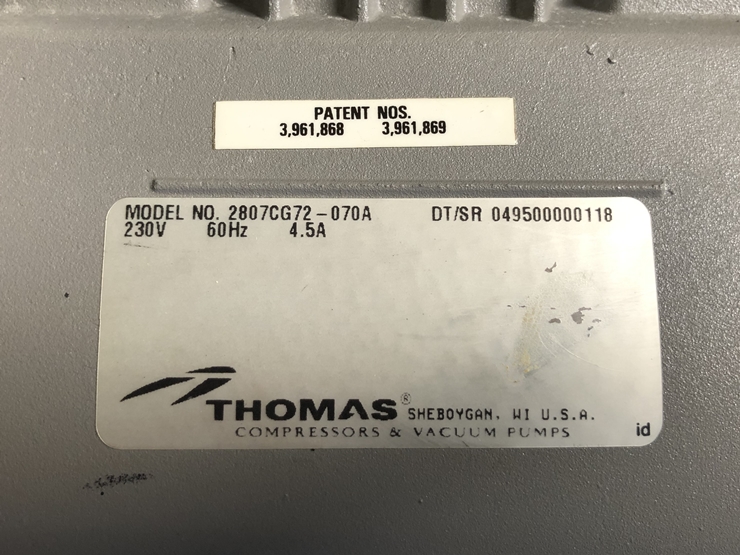 PATENT NOS.
3,961,868 3,961,869
MODEL NO. 2807CG72-070A DT/SR 049500000118
230V 60Hz 4.5A
THOMAS® SHEBOYGAN, WI U.S.A.
COMPRESSORS & VACUUM PUMPS id